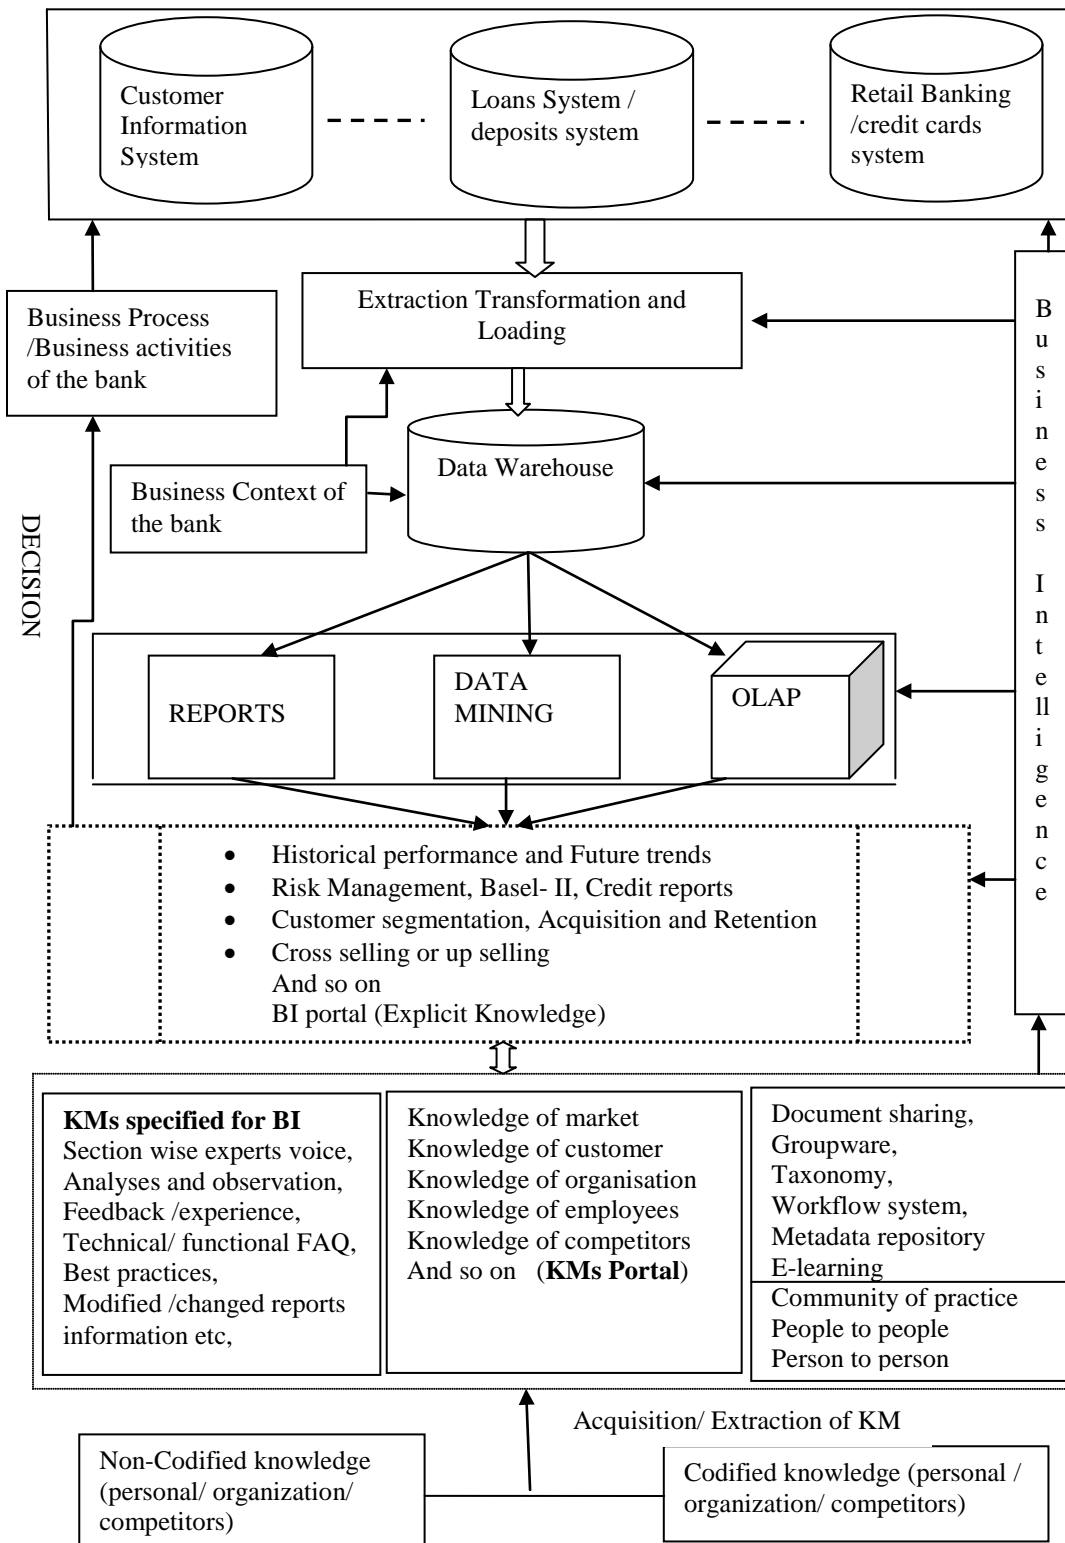 Customer
Information
System
Loans System /
deposits system
Retail Banking
/credit cards
system
Extraction Transformation and
Loading
Business Process
/Business activities
of the bank
Business Intelligence
Data Warehouse
Business Context of
the bank
DECISION
REPORTS
DATA
MINING
OLAP
• Historical performance and Future trends
• Risk Management, Basel- II, Credit reports
• Customer segmentation, Acquisition and Retention
• Cross selling or up selling
And so on
BI portal (Explicit Knowledge)
KMs specified for BI
Section wise experts voice,
Analyses and observation,
Feedback /experience,
Technical/ functional FAQ,
Best practices,
Modified /changed reports
information etc,
Knowledge of market
Knowledge of customer
Knowledge of organisation
Knowledge of employees
Knowledge of competitors
And so on (KMs Portal)
Document sharing,
Groupware,
Taxonomy,
Workflow system,
Metadata repository
E-learning
Community of practice
People to people
Person to person
Acquisition/ Extraction of KM
Non-Codified knowledge
(personal/ organization/
competitors)
Codified knowledge (personal /
organization/ competitors)